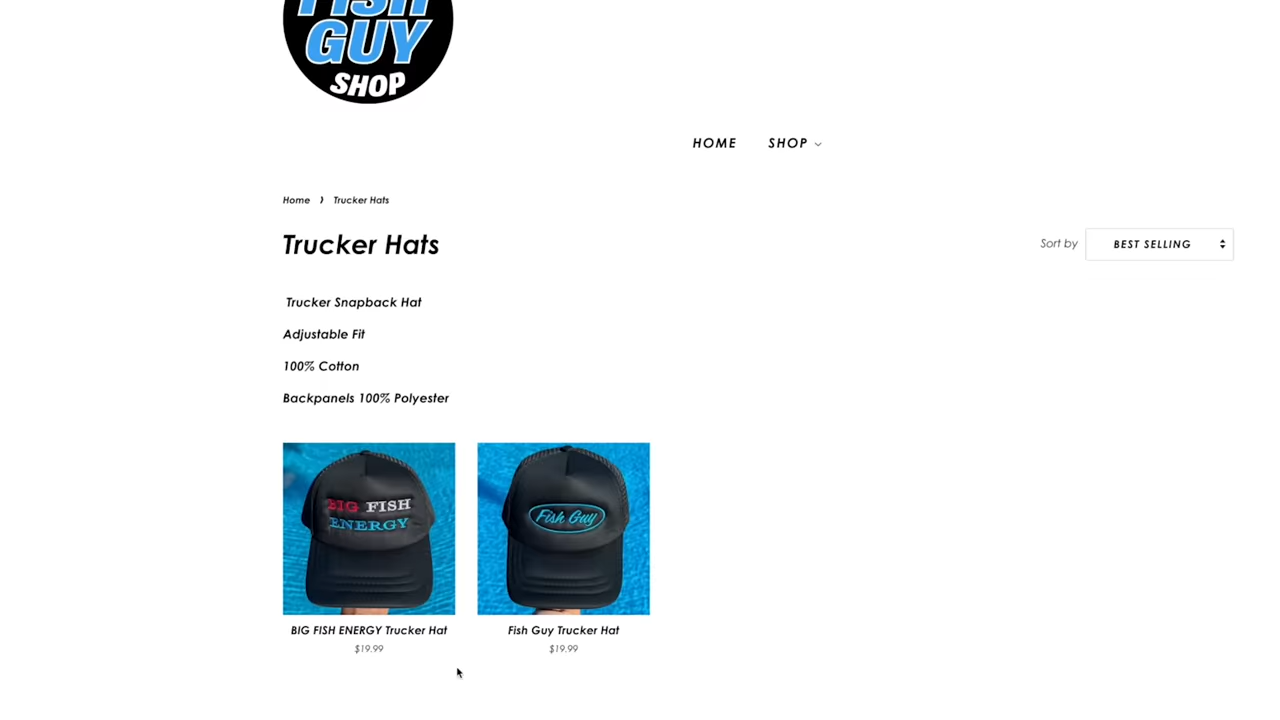 FISH
GUY
SHOP
HOME SHOP
Home › Trucker Hats
Trucker Hats
Sort by BEST SELLING
Trucker Snapback Hat
Adjustable Fit
100% Cotton
Backpanels 100% Polyester
BIG FISH
ENERGY
Fish Guy
BIG FISH ENERGY Trucker Hat
$19.99
Fish Guy Trucker Hat
$19.99